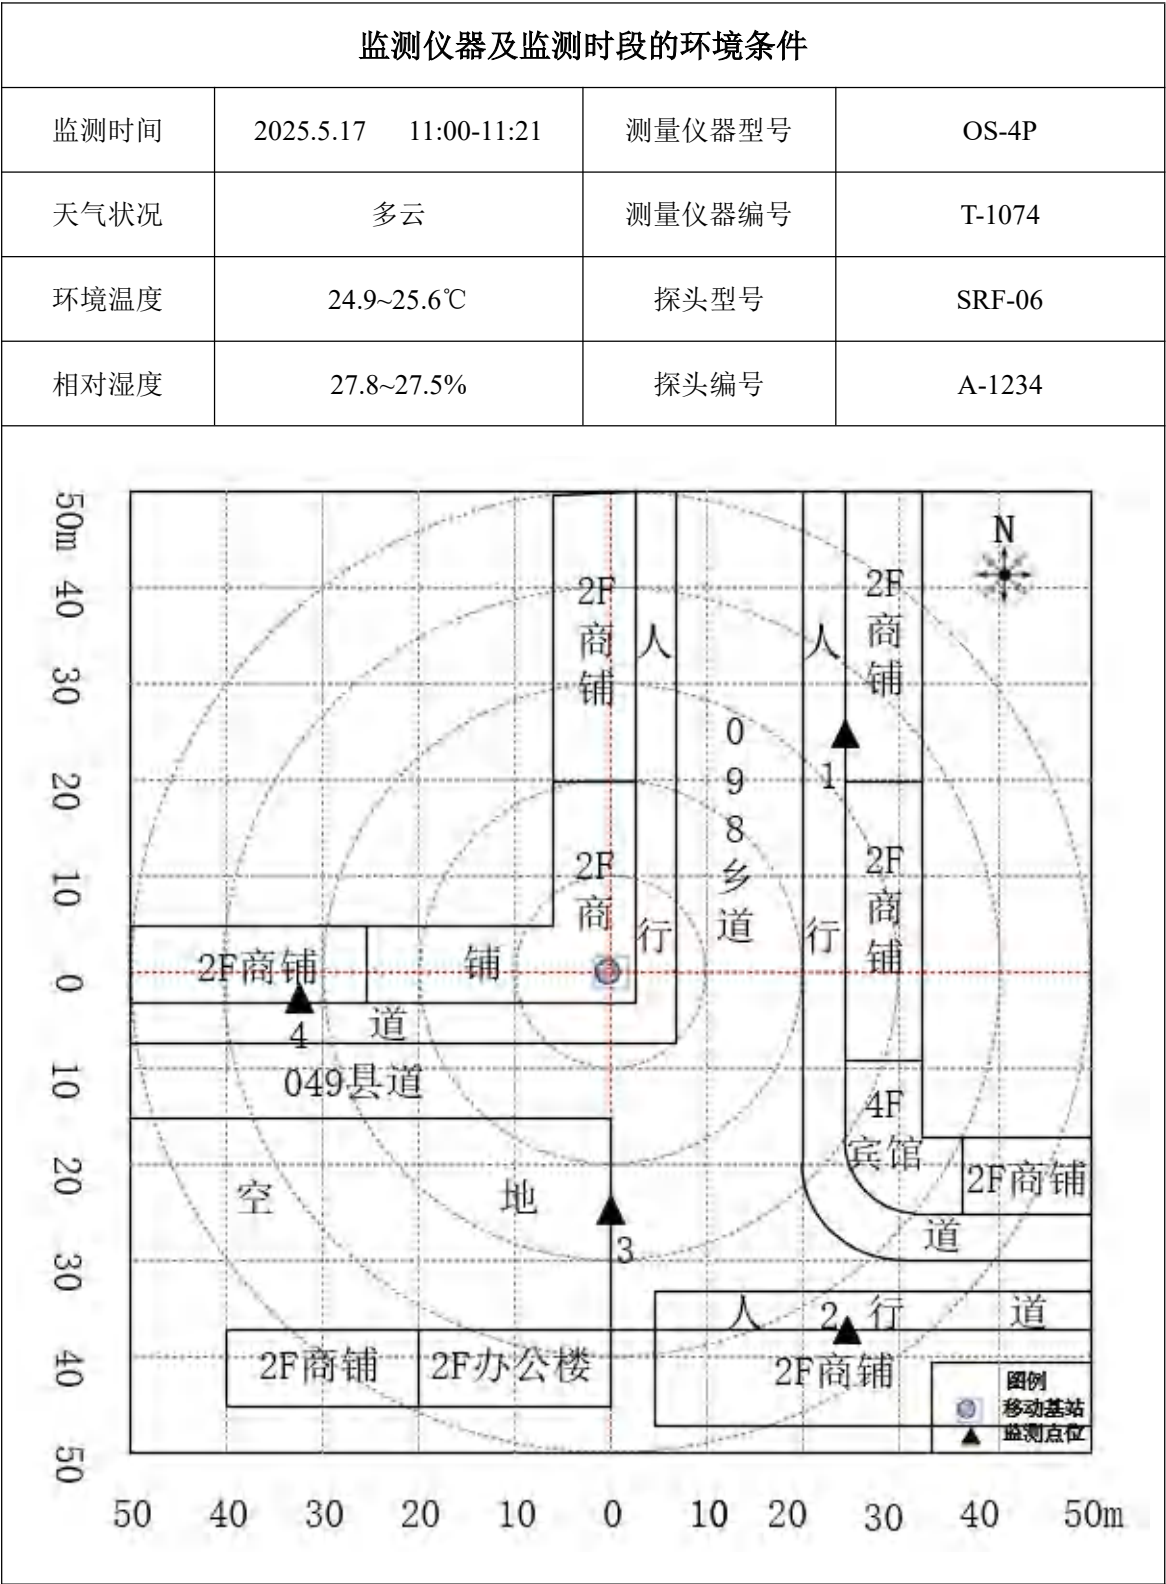 监测仪器及监测时段的环境条件
监测时间 2025.5.17 11:00-11:21 测量仪器型号 OS-4P
天气状况 多云 测量仪器编号 T-1074
环境温度 24.9~25.6℃ 探头型号 SRF-06
相对湿度 27.8~27.5% 探头编号 A-1234
50m
40
30
20
10
0
10
20
30
40
50
N
2F商铺
人
人
2F商铺
098乡道
1
2F商
铺
行
行
2F商铺
2F商铺
4
道
049县道
4F
宾馆
2F商铺
空
地
3
道
人
2
行
道
2F商铺
2F办公楼
2F商铺
图例
移动基站
监测点位
50
40
30
20
10
0
10
20
30
40
50m